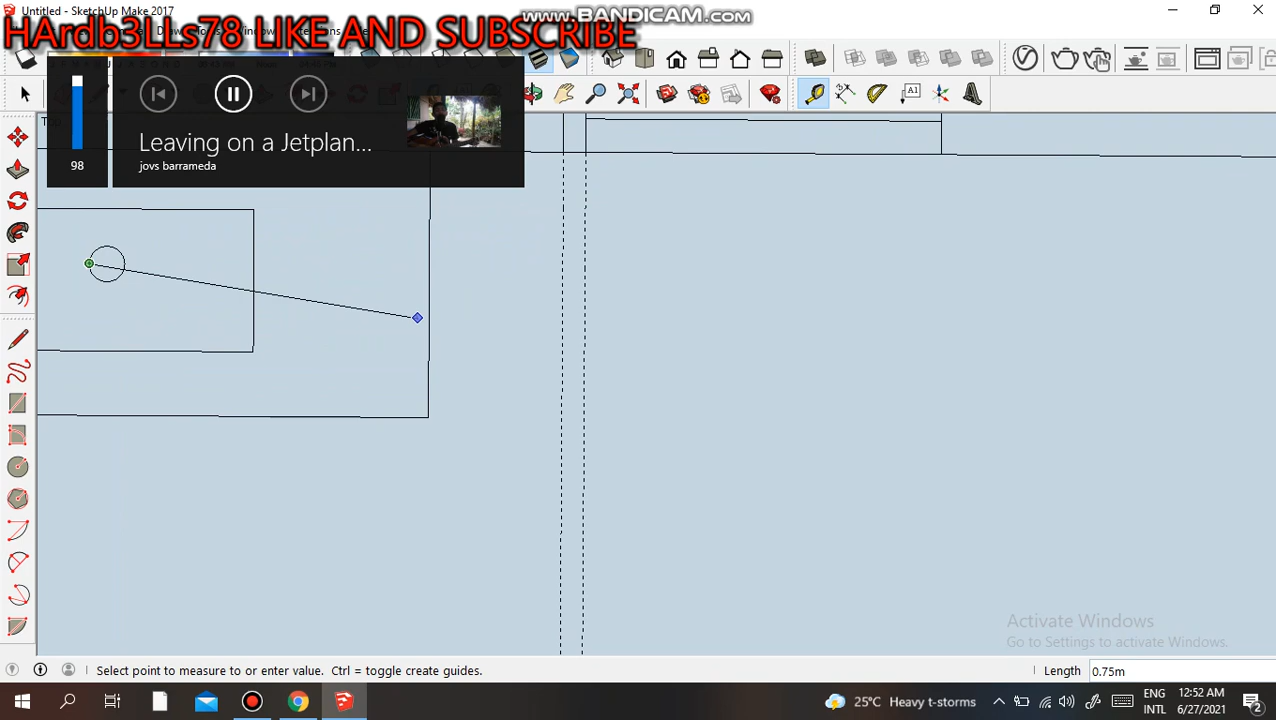 Untitled - SketchUp Make 2017
www.BANDICAM.com
HArdb3LLs78 LIKE AND SUBSCRIBE
Leaving on a Jetplan...
jovs barrameda
98
A1
Activate Windows
Go to Settings to activate Windows.
Select point to measure to or enter value. Ctrl = toggle create guides.
Length
0.75m
25°C Heavy t-storms
ENG
INTL
12:52 AM
6/27/2021
2